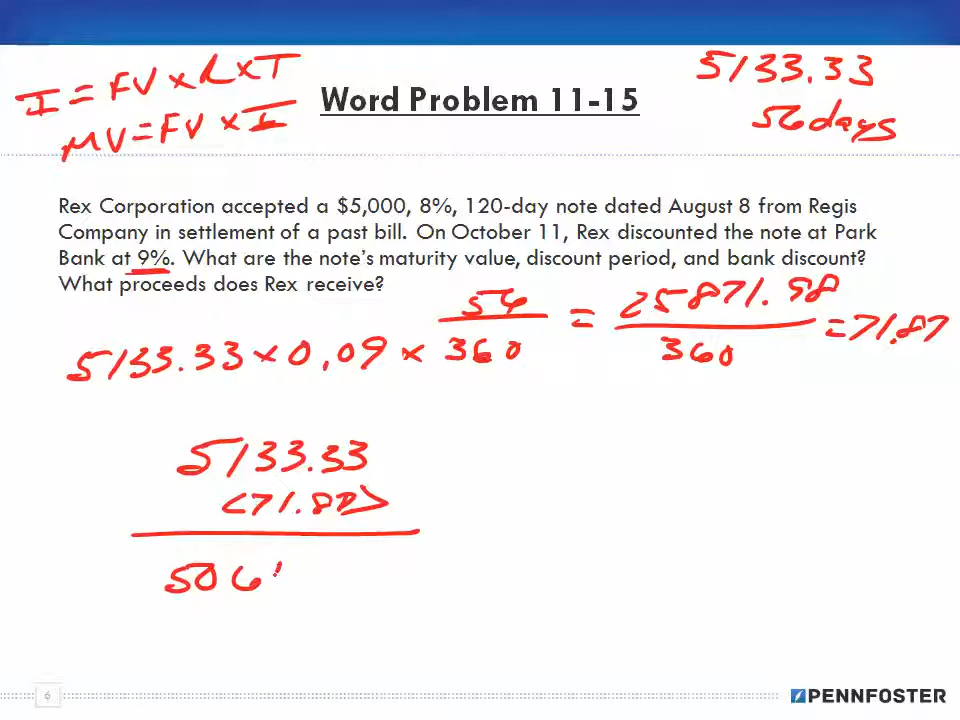 I = FV × R × T
MV = FV × I
Word Problem 11-15
5133.33
56 days
Rex Corporation accepted a $5,000, 8%, 120-day note dated August 8 from Regis
Company in settlement of a past bill. On October 11, Rex discounted the note at Park
Bank at 9%. What are the note's maturity value, discount period, and bank discount?
What proceeds does Rex receive?
5133.33 × 0.09 × 56/360 = 25871.98/360 = 71.87
5133.33
<71.87>
506
6
PENNFOSTER